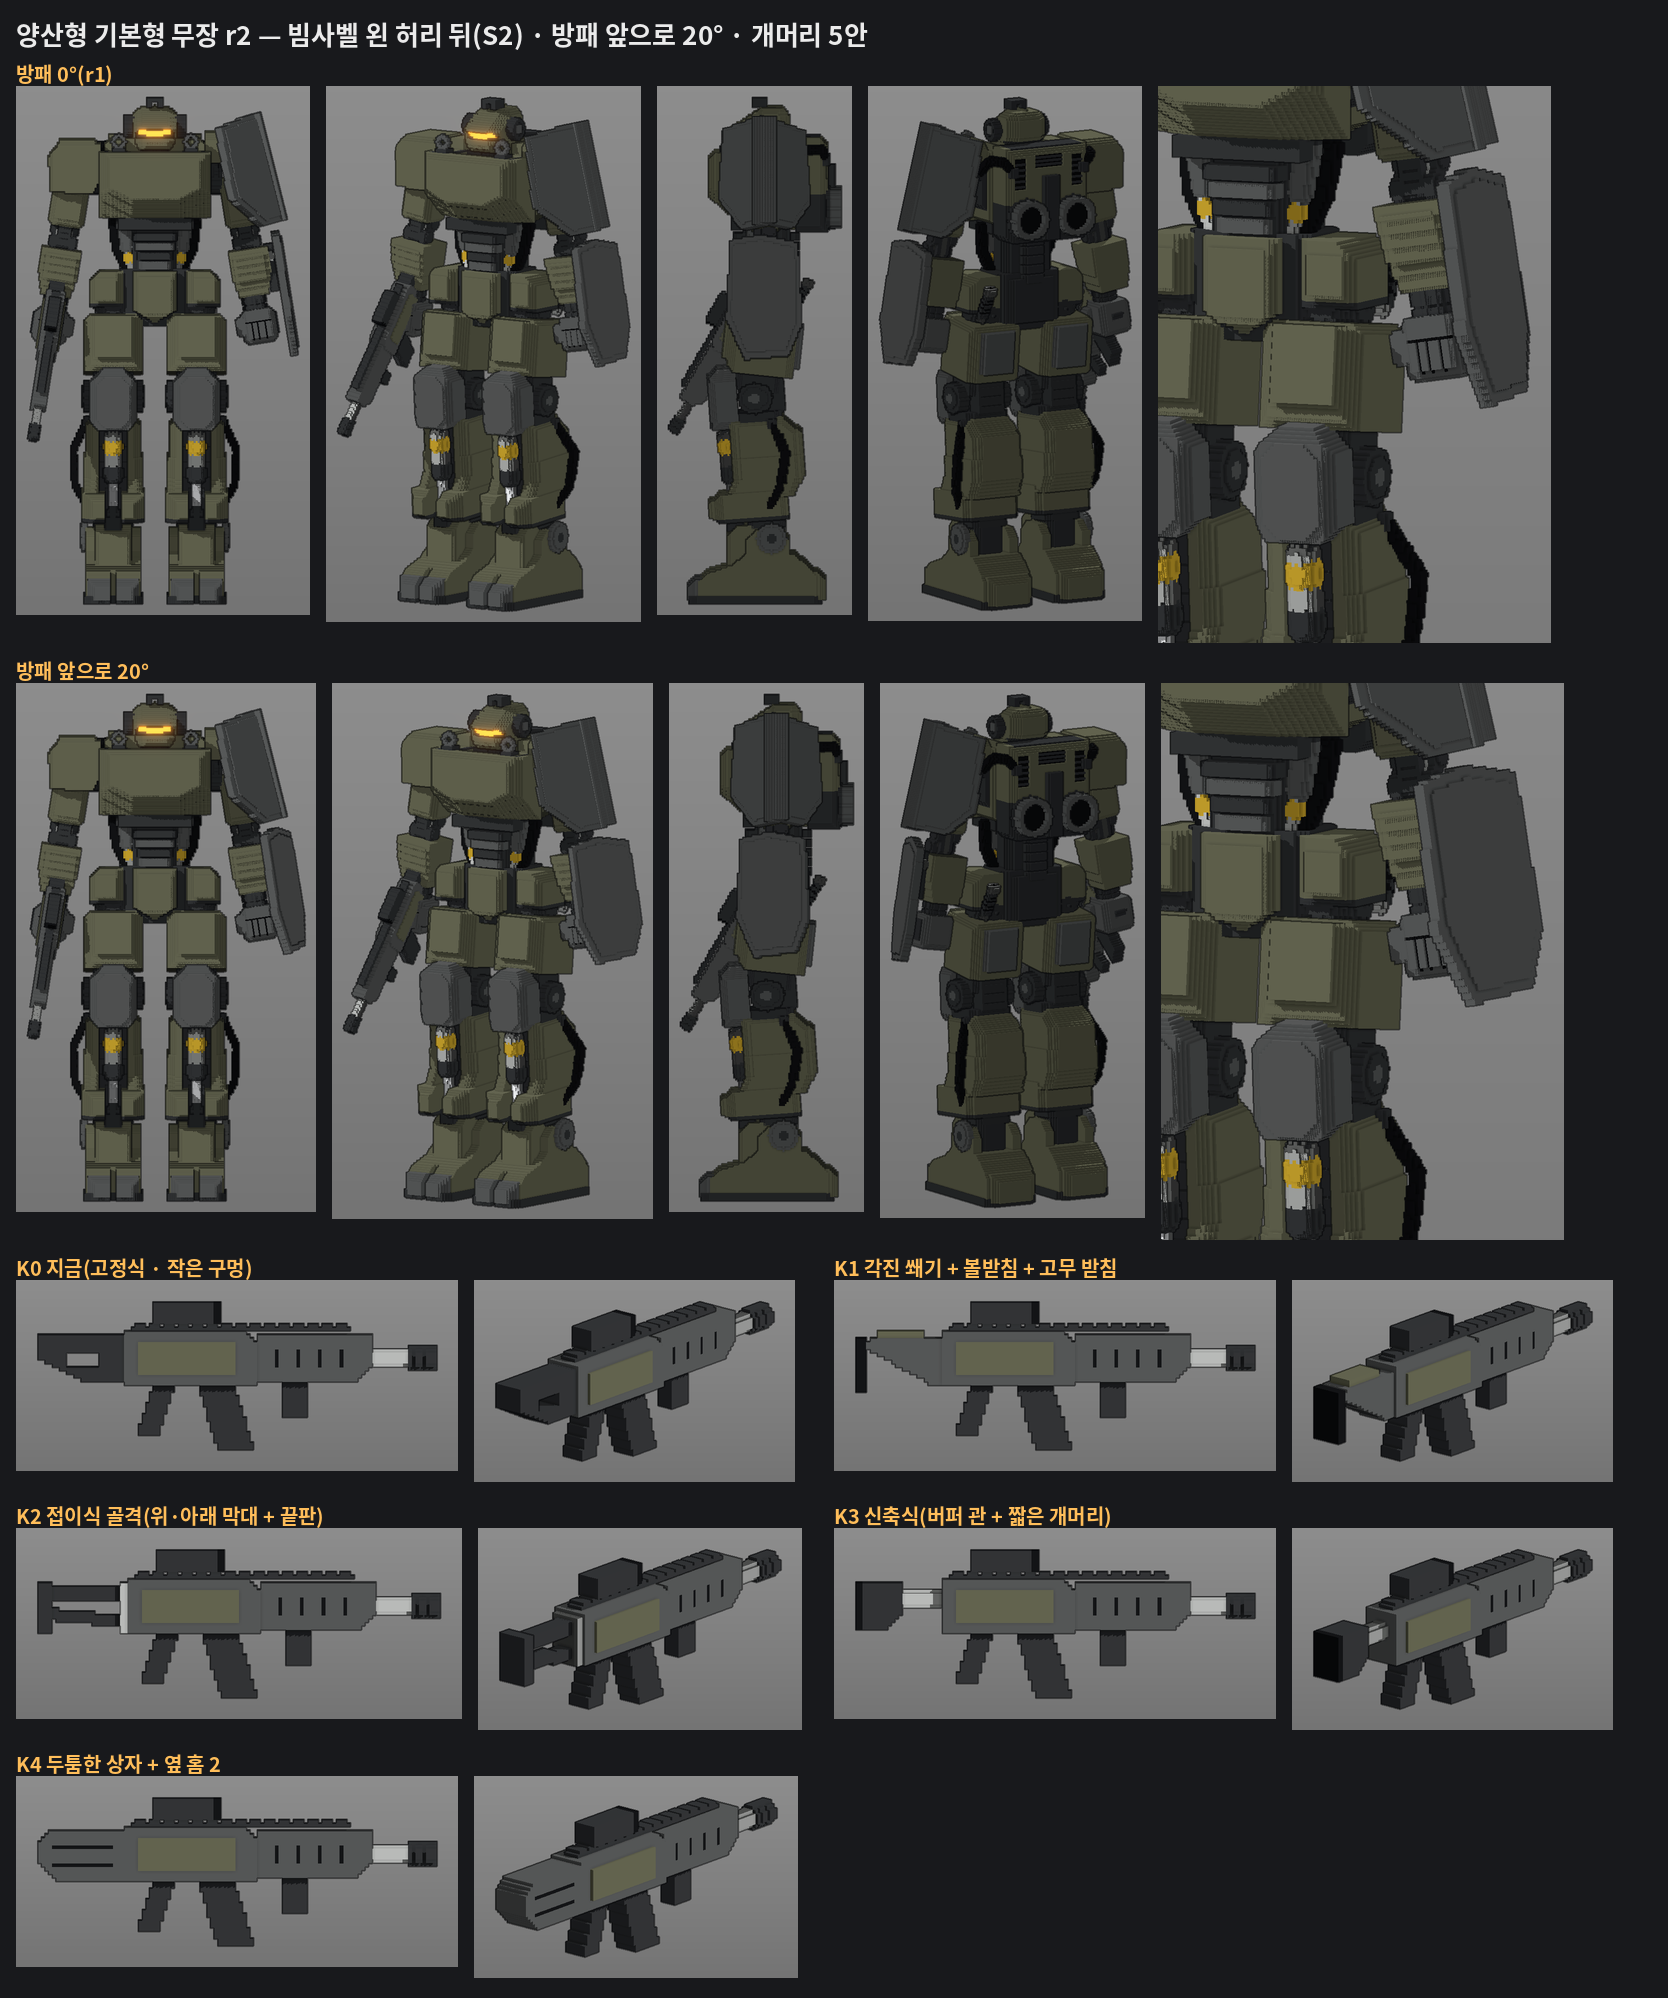 양산형 기본형 무장 r2 — 빔사벨 왼 허리 뒤(S2) · 방패 앞으로 20° · 개머리 5안
방패 0°(r1)
방패 앞으로 20°
K0 지금(고정식 · 작은 구멍)
K1 각진 쐐기 + 볼받침 + 고무 받침
K2 접이식 골격(위·아래 막대 + 끝판)
K3 신축식(버퍼 관 + 짧은 개머리)
K4 두툼한 상자 + 옆 홈 2